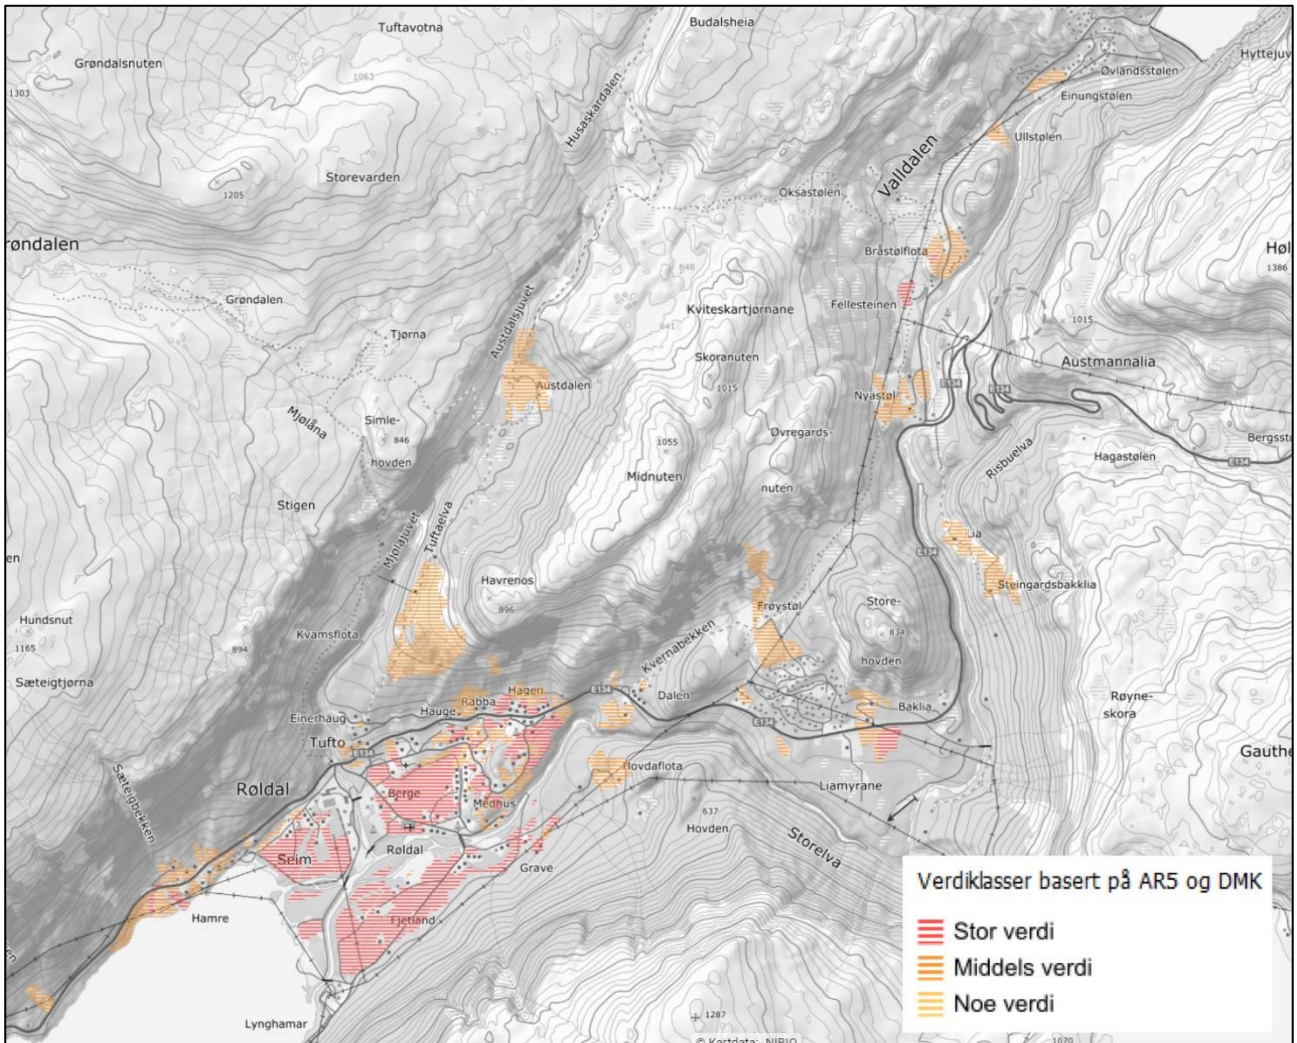 Budalsheia
Tuftavotna
Hyttejuv
Grøndalsnuten
1063
Øvlandsstølen
1303
Einungstølen
Husaskardalen
Ullstølen
Valldalen
Storevarden
Oksastølen
1205
røndalen
Bråstølflota
Høl
848
1386
Grøndalen
Fellesteinen
Kviteskartjørnane
Austdalsjuvet
841
1015
Tjørna
Skoranuten
Austmannalia
1015
Austdalen
E134
E134
Nyastøl
Mjølåna
Simle-
846
hovden
Øvregards-
1055
Bergsstø
Risbuelva
Hagastølen
E134
Midnuten
nuten
Stigen
Tuftaelva
Mjølajuvet
Lia
E134
en
Havrenos
Steingardsbakklia
896
Frøystøl
Store-
Hundsnut
Kvamsflota
834
1165
894
Kvernabekken
hovden
Sæteigtjørna
Hagen
E134
Rabba
Dalen
Røyne-
Hauge
Baklia
skora
Einerhaug
E134
Tufto
E134
Gauthe
Sæteigbekken
Hovdaflota
Røldal
Berge
Liamyrane
Medhus
637
Hovden
Storelva
Røldal
Seim
Grave
Hamre
Fjetland
en
Lynghamar
1287
© Kartdata: NIBIO
1070
Verdiklasser basert på AR5 og DMK
Stor verdi
Middels verdi
Noe verdi